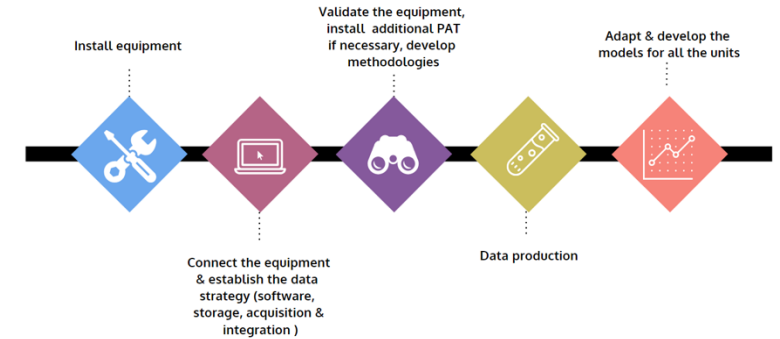 Install equipment
Connect the equipment
& establish the data
strategy (software,
storage, acquisition &
integration )
Validate the equipment,
install additional PAT
if necessary, develop
methodologies
Data production
Adapt & develop the
models for all the units